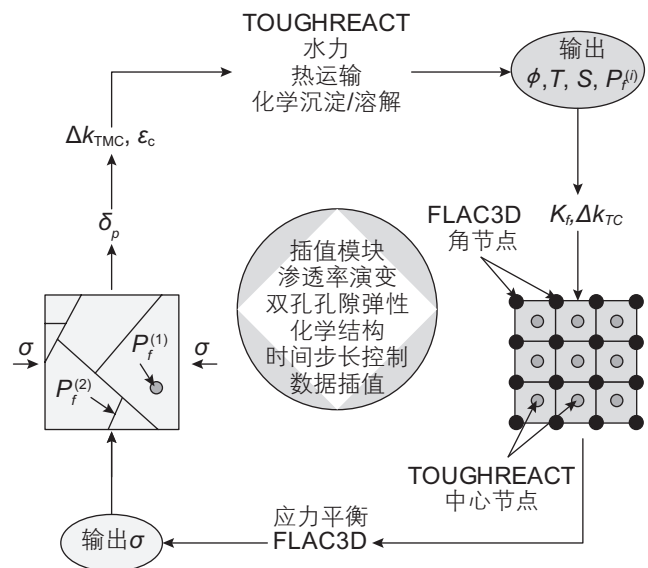 TOUGHREACT
水力
热运输
化学沉淀/溶解
输出
ϕ,T, S, P_f^(i)
Δk_TMC, ε_c
δ_p
K_f,Δk_TC
FLAC3D
角节点
插值模块
渗透率演变
双孔孔隙弹性
化学结构
时间步长控制
数据插值
σ
P_f^(1)
σ
P_f^(2)
TOUGHREACT
中心节点
应力平衡
FLAC3D
输出σ